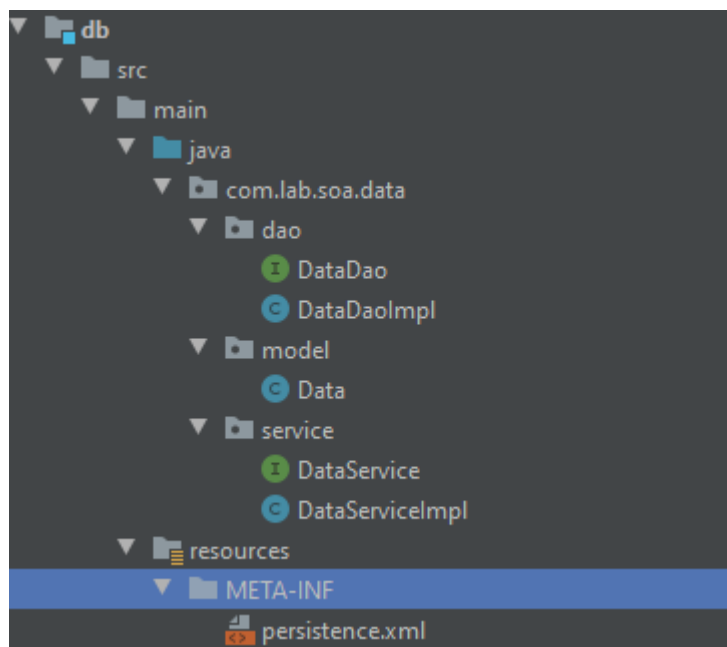 db
src
main
java
com.lab.soa.data
dao
DataDao
DataDaoImpl
model
Data
service
DataService
DataServiceImpl
resources
META-INF
persistence.xml